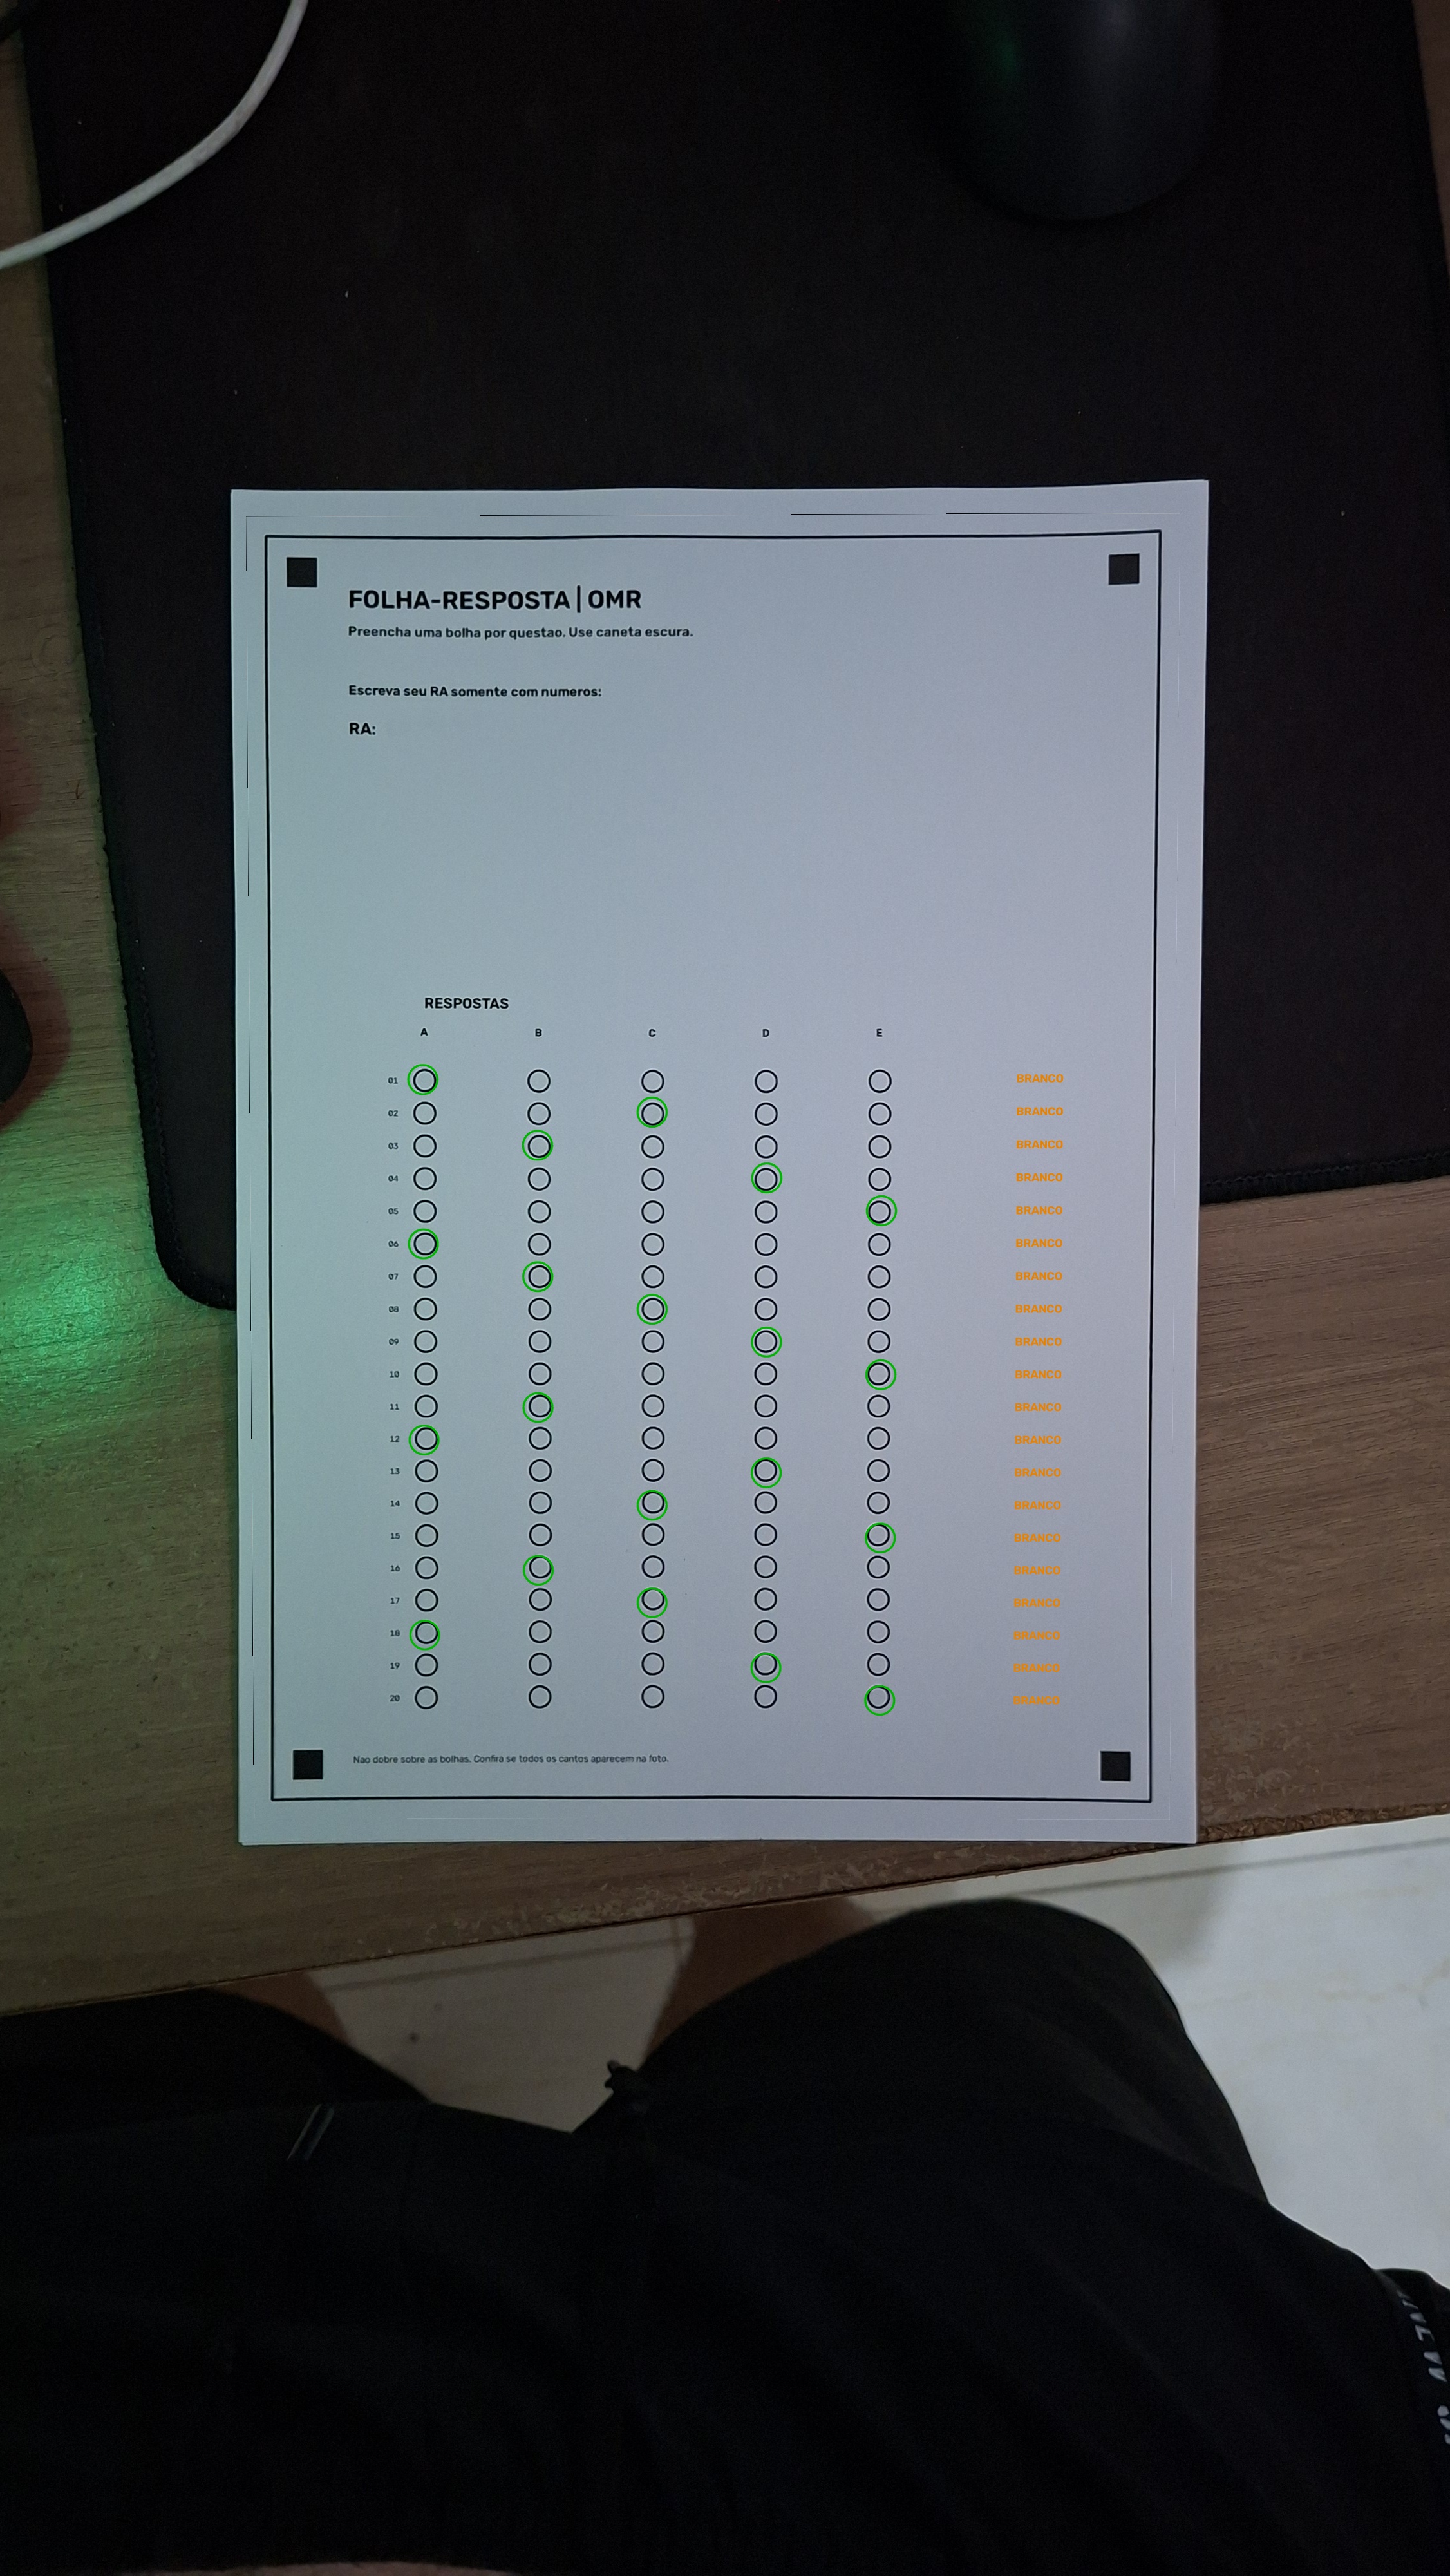 FOLHA-RESPOSTA | OMR
Preencha uma bolha por questao. Use caneta escura.
Escreva seu RA somente com numeros:
RA:
RESPOSTAS
A B C D E
01 BRANCO
02 BRANCO
03 BRANCO
04 BRANCO
05 BRANCO
06 BRANCO
07 BRANCO
08 BRANCO
09 BRANCO
10 BRANCO
11 BRANCO
12 BRANCO
13 BRANCO
14 BRANCO
15 BRANCO
16 BRANCO
17 BRANCO
18 BRANCO
19 BRANCO
20 BRANCO
Nao dobre sobre as bolhas. Confira se todos os cantos aparecem na foto.